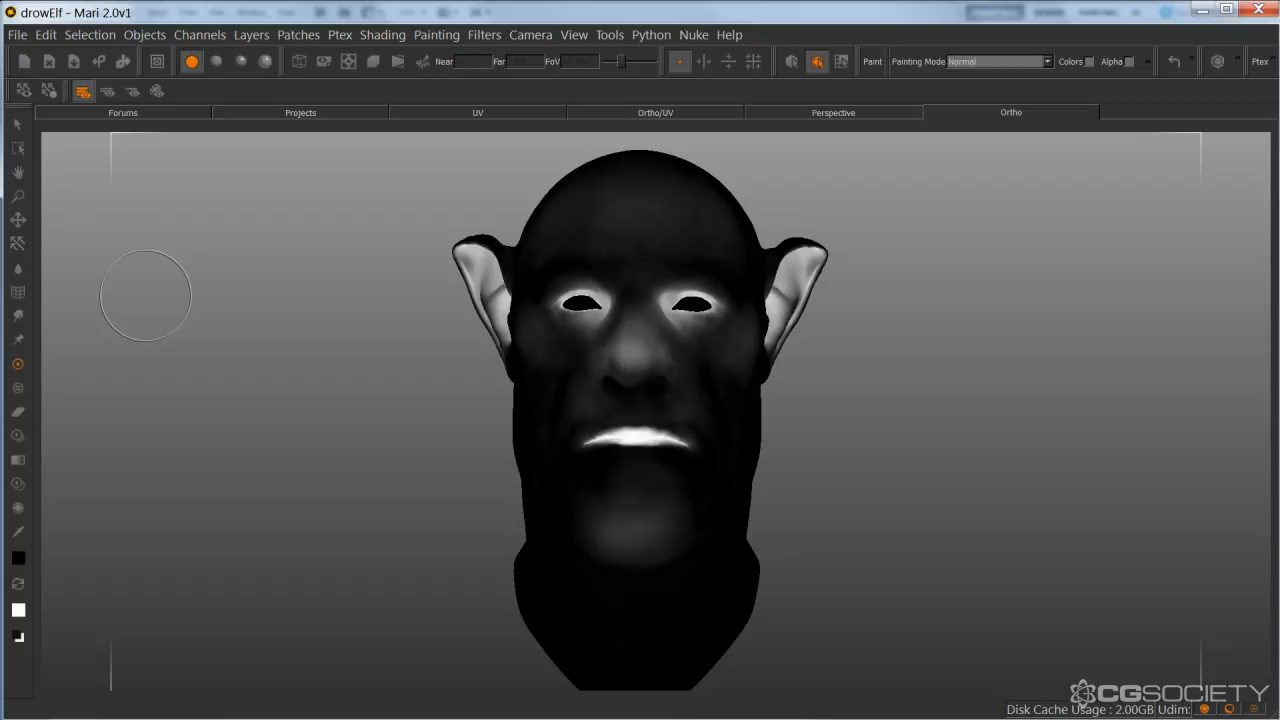 drowElf - Mari 2.0v1
File Edit Selection Objects Channels Layers Patches Ptex Shading Painting Filters Camera View Tools Python Nuke Help
Near Far FoV Paint Painting Mode Normal Colors Alpha Ptex
Forums Projects UV Ortho/UV Perspective Ortho
CGSOCIETY
Disk Cache Usage : 2.00GB Udim: